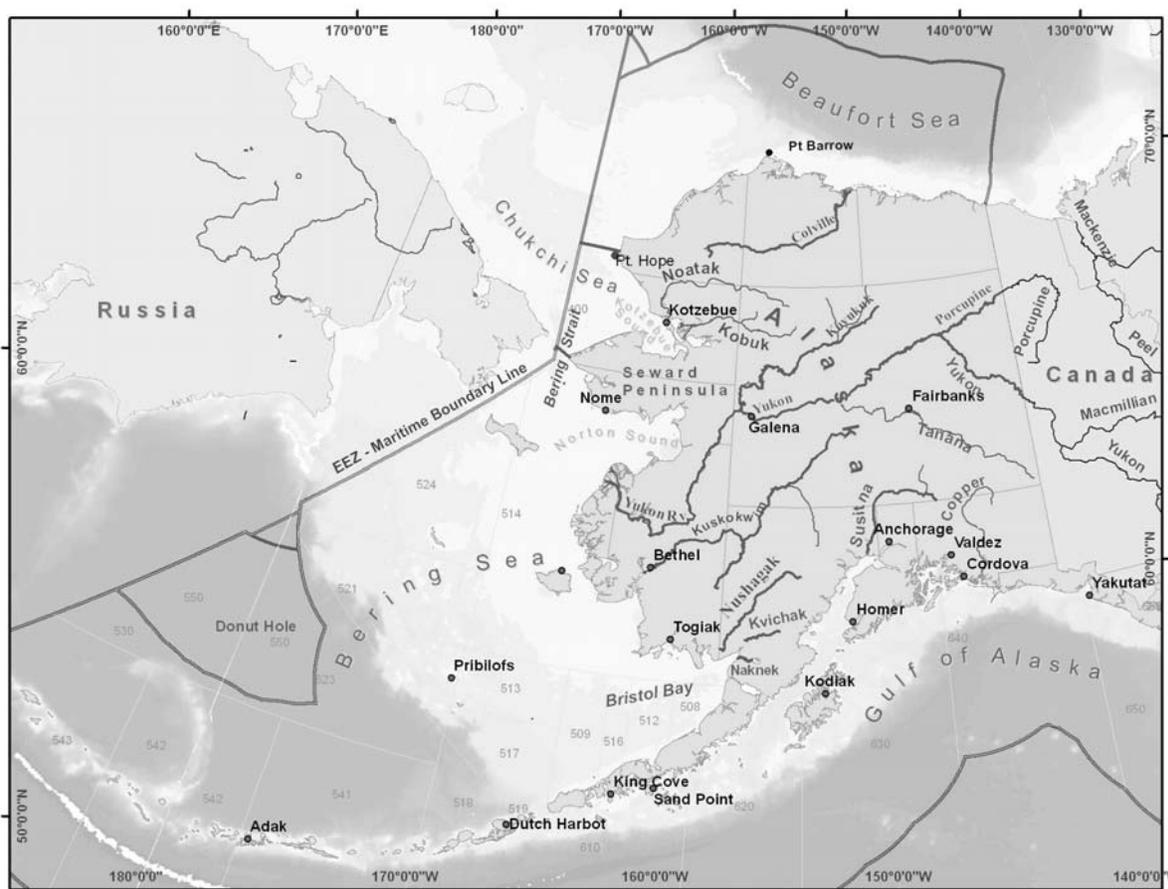 160°0'0"E
170°0'0"E
180°0'0"
170°0'0"W
160°0'0"W
150°0'0"W
140°0'0"W
130°0'0"W
Beaufort Sea
70°0'0"N
Pt Barrow
Chukchi Sea
Colville
Mackenzie
Pt. Hope
Noatak
Russia
Kotzebue
Kotzebue
Sound
Kobuk
Koyukuk
Porcupine
Porcupine
Alaska
60°0'0"N
Bering Strait
Peel
Seward
Peninsula
Yukon
Canada
EEZ - Maritime Boundary Line
Nome
Yukon
Fairbanks
Macmillian
Galena
Norton Sound
Tanana
Yukon
524
514
Yukon Rv.
Kuskokwim
Susitna
Copper
Anchorage
Valdez
Bering Sea
Bethel
Cordova
60°0'0"N
Yakutat
550
521
Nushagak
530
Donut Hole
550
Togiak
Kvichak
Homer
640
523
Pribilofs
513
Naknek
Gulf of Alaska
Bristol Bay
508
Kodiak
512
650
543
542
517
509
516
630
King Cove
Sand Point
50°0'0"N
542
541
518
519
620
Adak
Dutch Harbot
610
180°0'0"
170°0'0"W
160°0'0"W
150°0'0"W
140°0'0"W